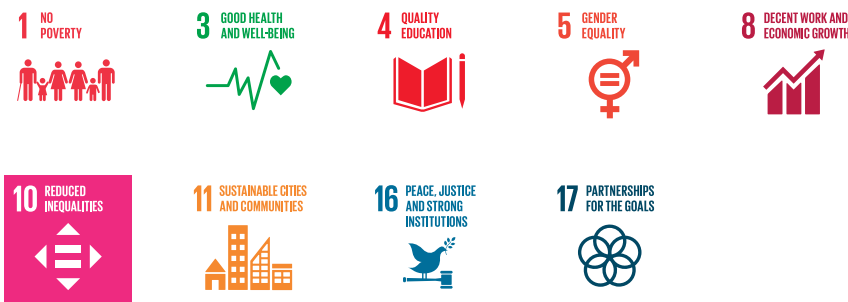 1 NO
POVERTY
3 GOOD HEALTH
AND WELL-BEING
4 QUALITY
EDUCATION
5 GENDER
EQUALITY
8 DECENT WORK AND
ECONOMIC GROWTH
10 REDUCED
INEQUALITIES
11 SUSTAINABLE CITIES
AND COMMUNITIES
16 PEACE, JUSTICE
AND STRONG
INSTITUTIONS
17 PARTNERSHIPS
FOR THE GOALS